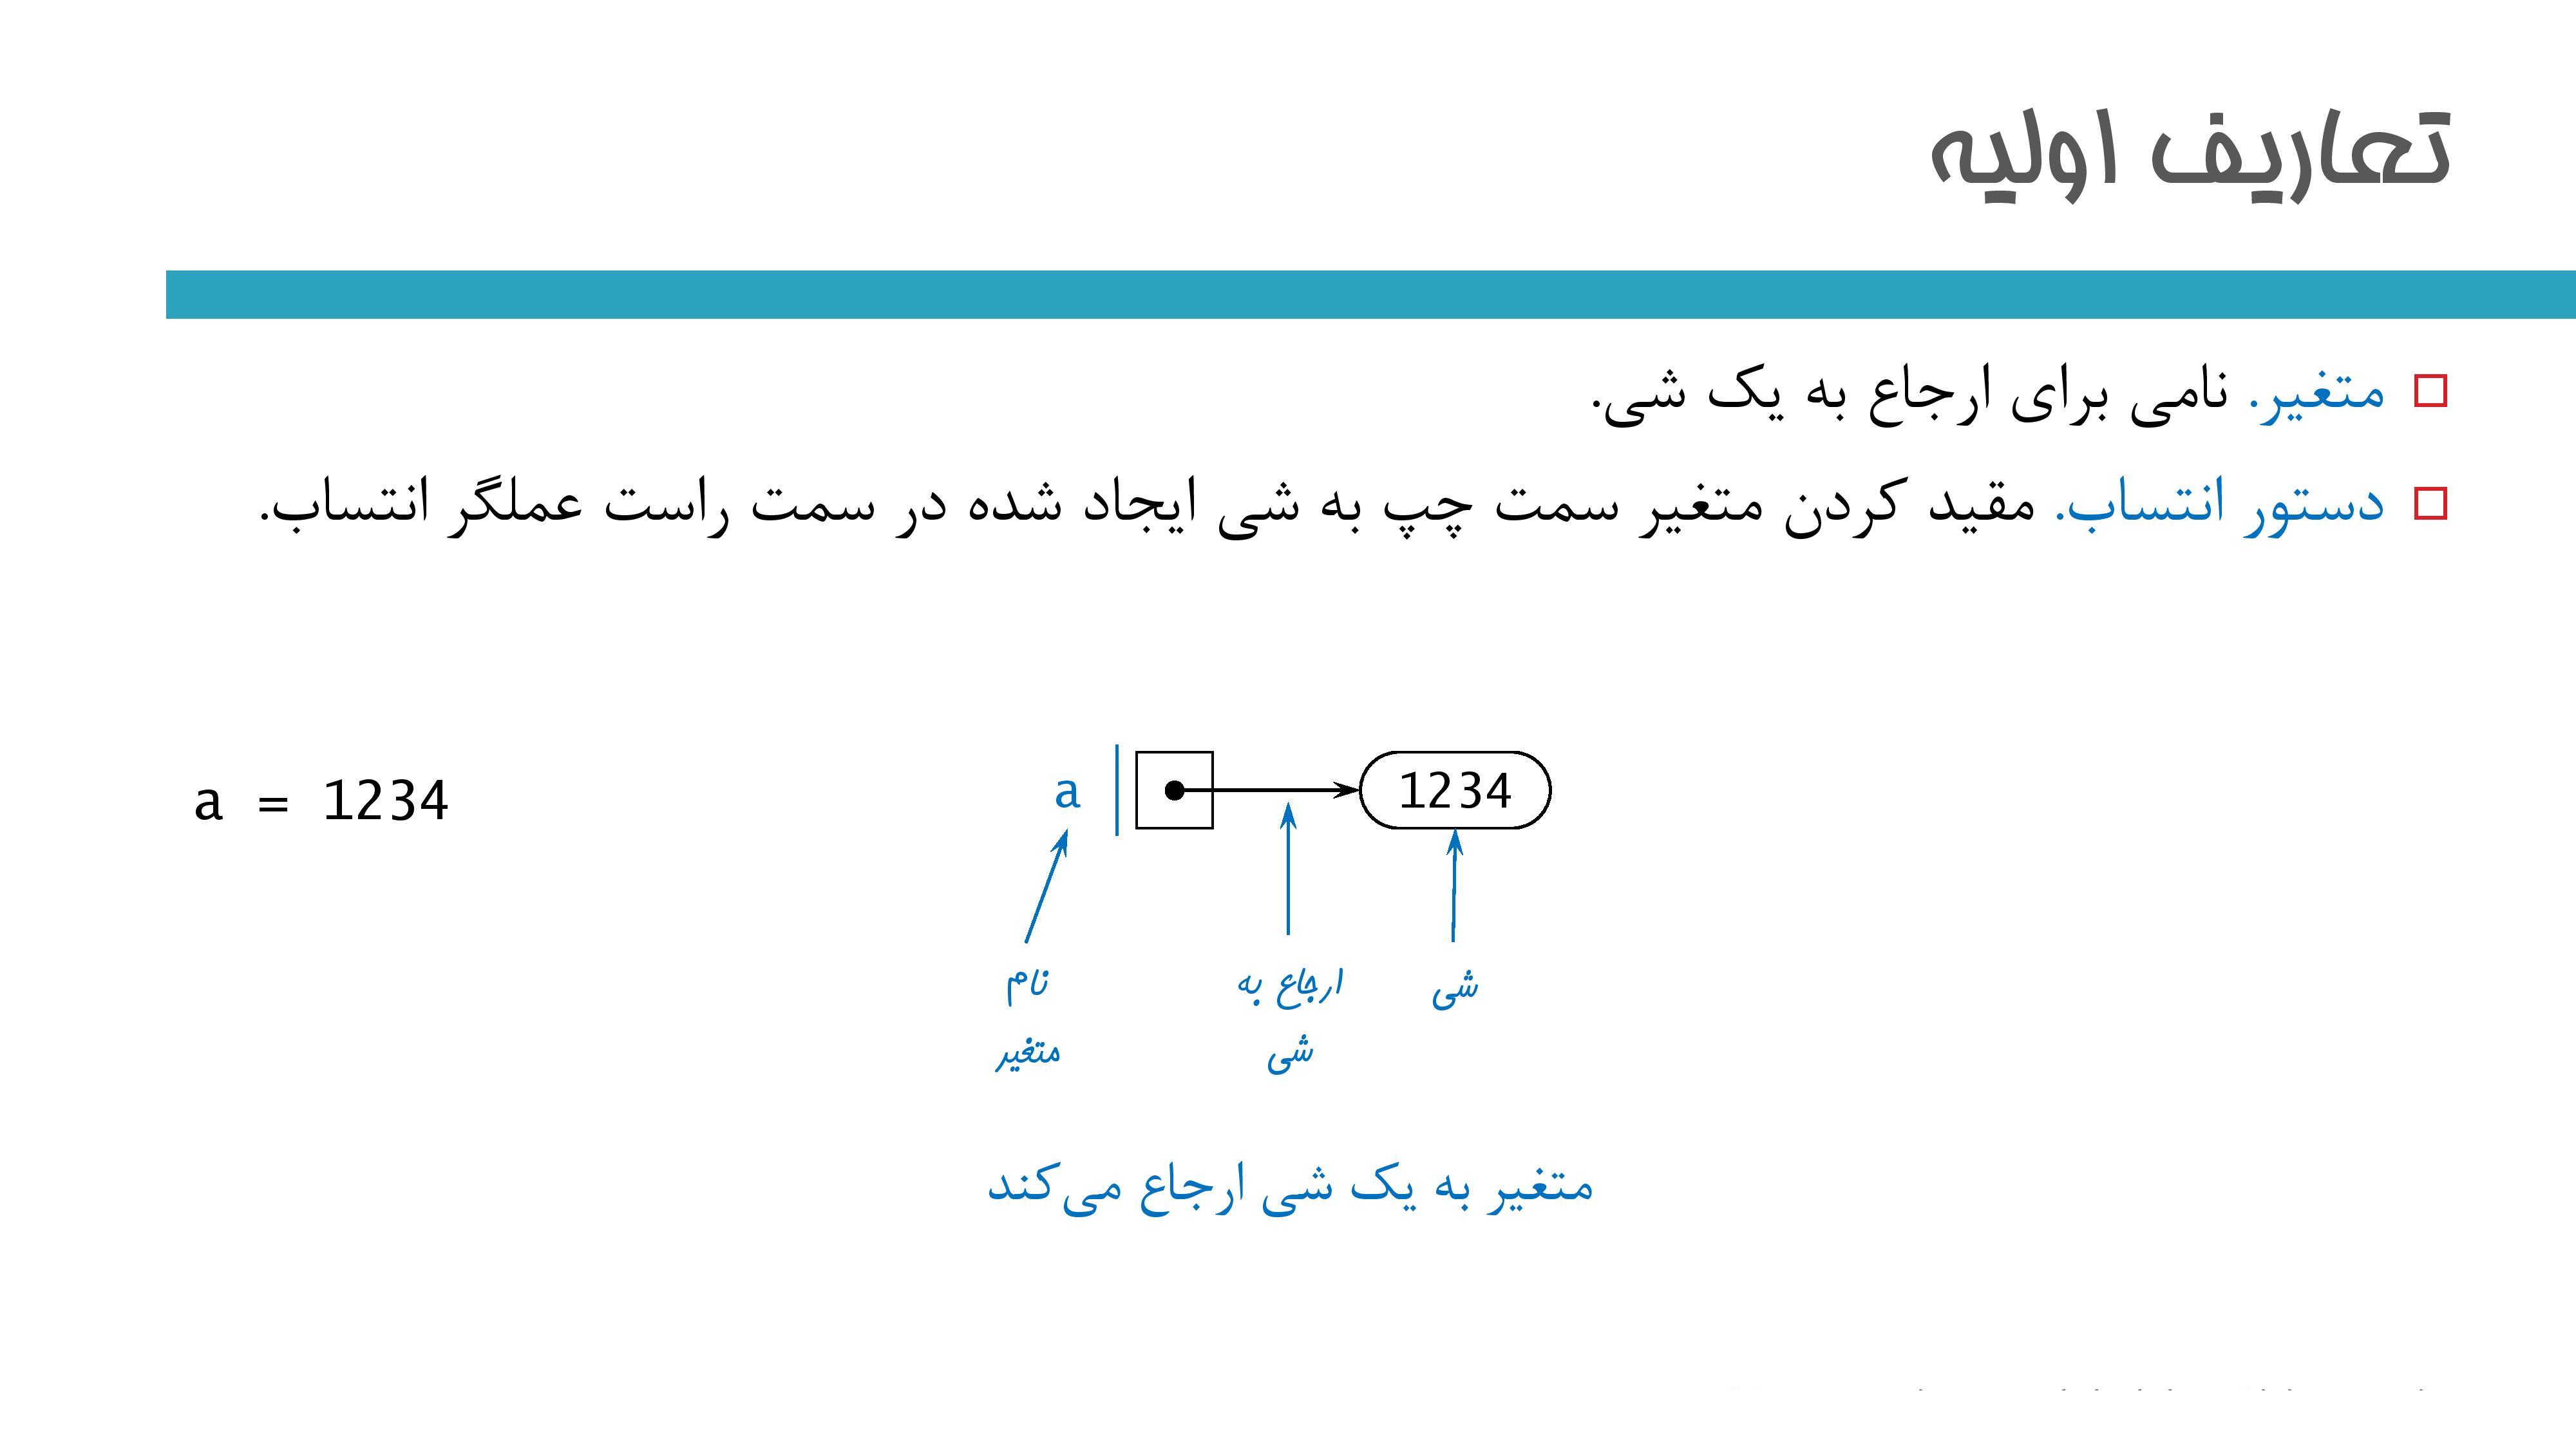 تعاریف اولیه
متغیر. نامی برای ارجاع به یک شی.
دستور انتساب. مقید کردن متغیر سمت چپ به شی ایجاد شده در سمت راست عملگر انتساب.
a = 1234
a
1234
نام
متغیر
ارجاع به
شی
شی
متغیر به یک شی ارجاع می‌کند